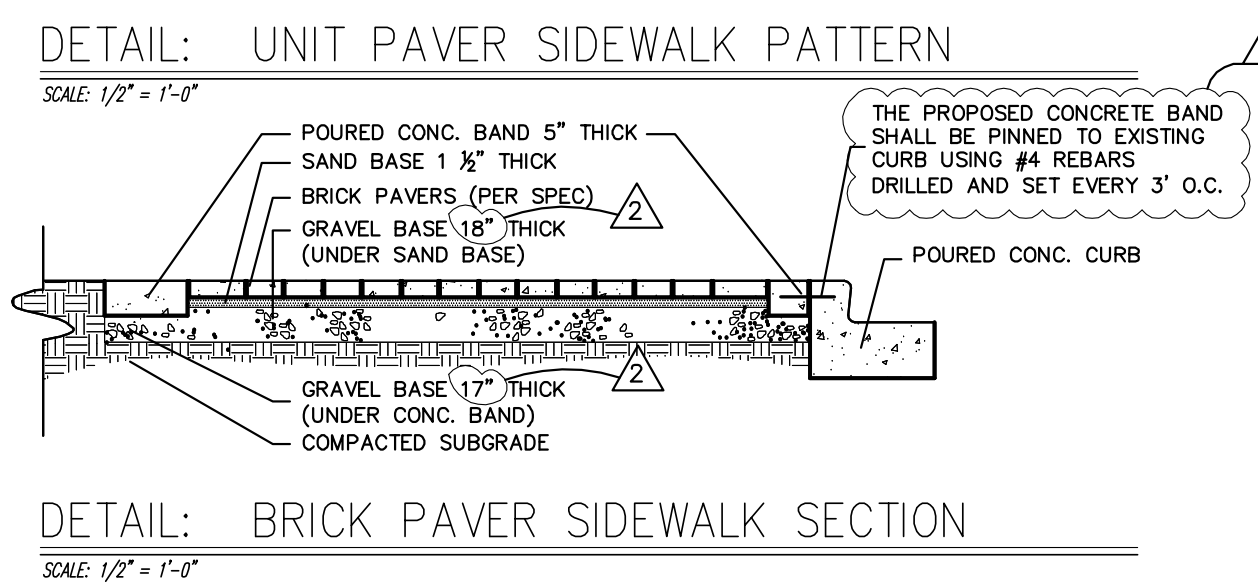 DETAIL: UNIT PAVER SIDEWALK PATTERN
SCALE: 1/2" = 1'-0"
THE PROPOSED CONCRETE BAND
SHALL BE PINNED TO EXISTING
CURB USING #4 REBARS
DRILLED AND SET EVERY 3' O.C.
POURED CONC. BAND 5" THICK
SAND BASE 1 ½" THICK
BRICK PAVERS (PER SPEC)
2
GRAVEL BASE 18" THICK
(UNDER SAND BASE)
POURED CONC. CURB
2
GRAVEL BASE 17" THICK
(UNDER CONC. BAND)
COMPACTED SUBGRADE
DETAIL: BRICK PAVER SIDEWALK SECTION
SCALE: 1/2" = 1'-0"